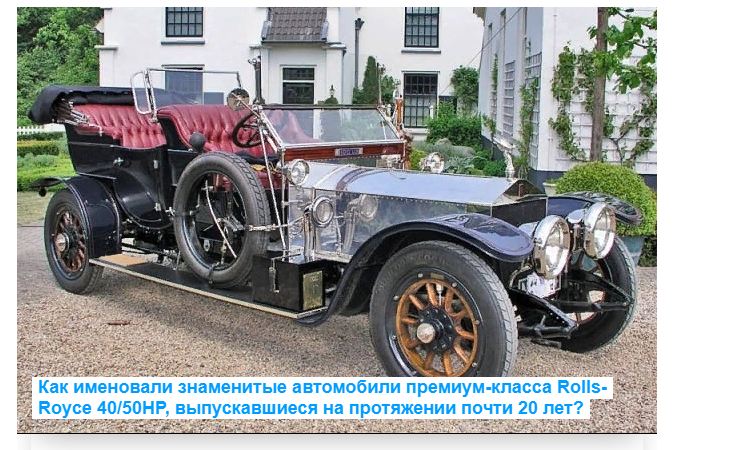 Как именовали знаменитые автомобили премиум-класса Rolls-
Royce 40/50HP, выпускавшиеся на протяжении почти 20 лет?